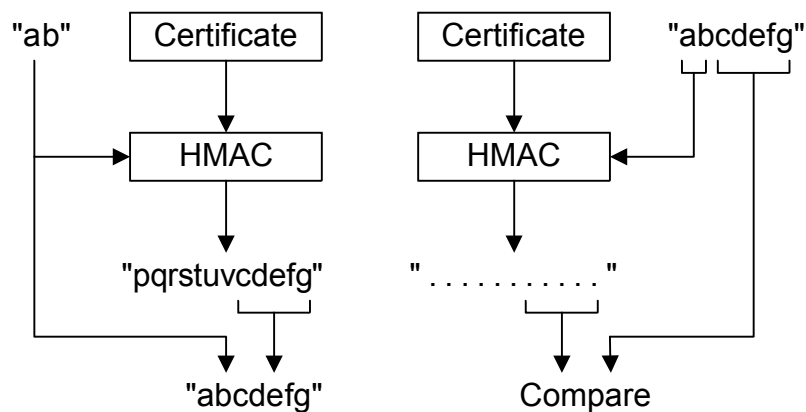 "ab" Certificate Certificate "abcdefg"
HMAC HMAC
"pqrstuvcdefg" ". . . . . . . . . . ."
"abcdefg" Compare